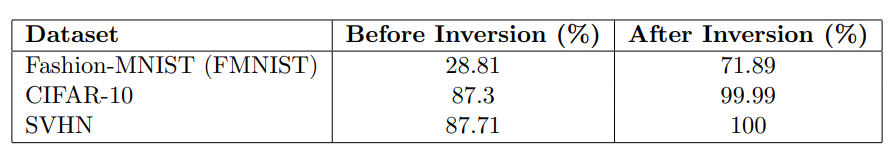 Dataset Before Inversion (%) After Inversion (%)
Fashion-MNIST (FMNIST) 28.81 71.89
CIFAR-10 87.3 99.99
SVHN 87.71 100